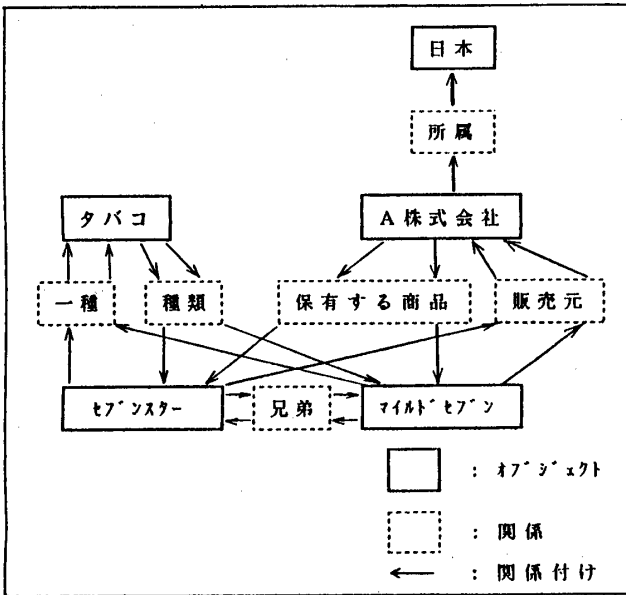 日本
所属
タバコ
A株式会社
一種
種類
保有する商品
販売元
セブンスター
兄弟
マイルドセブン
: オブジェクト
: 関係
: 関係付け